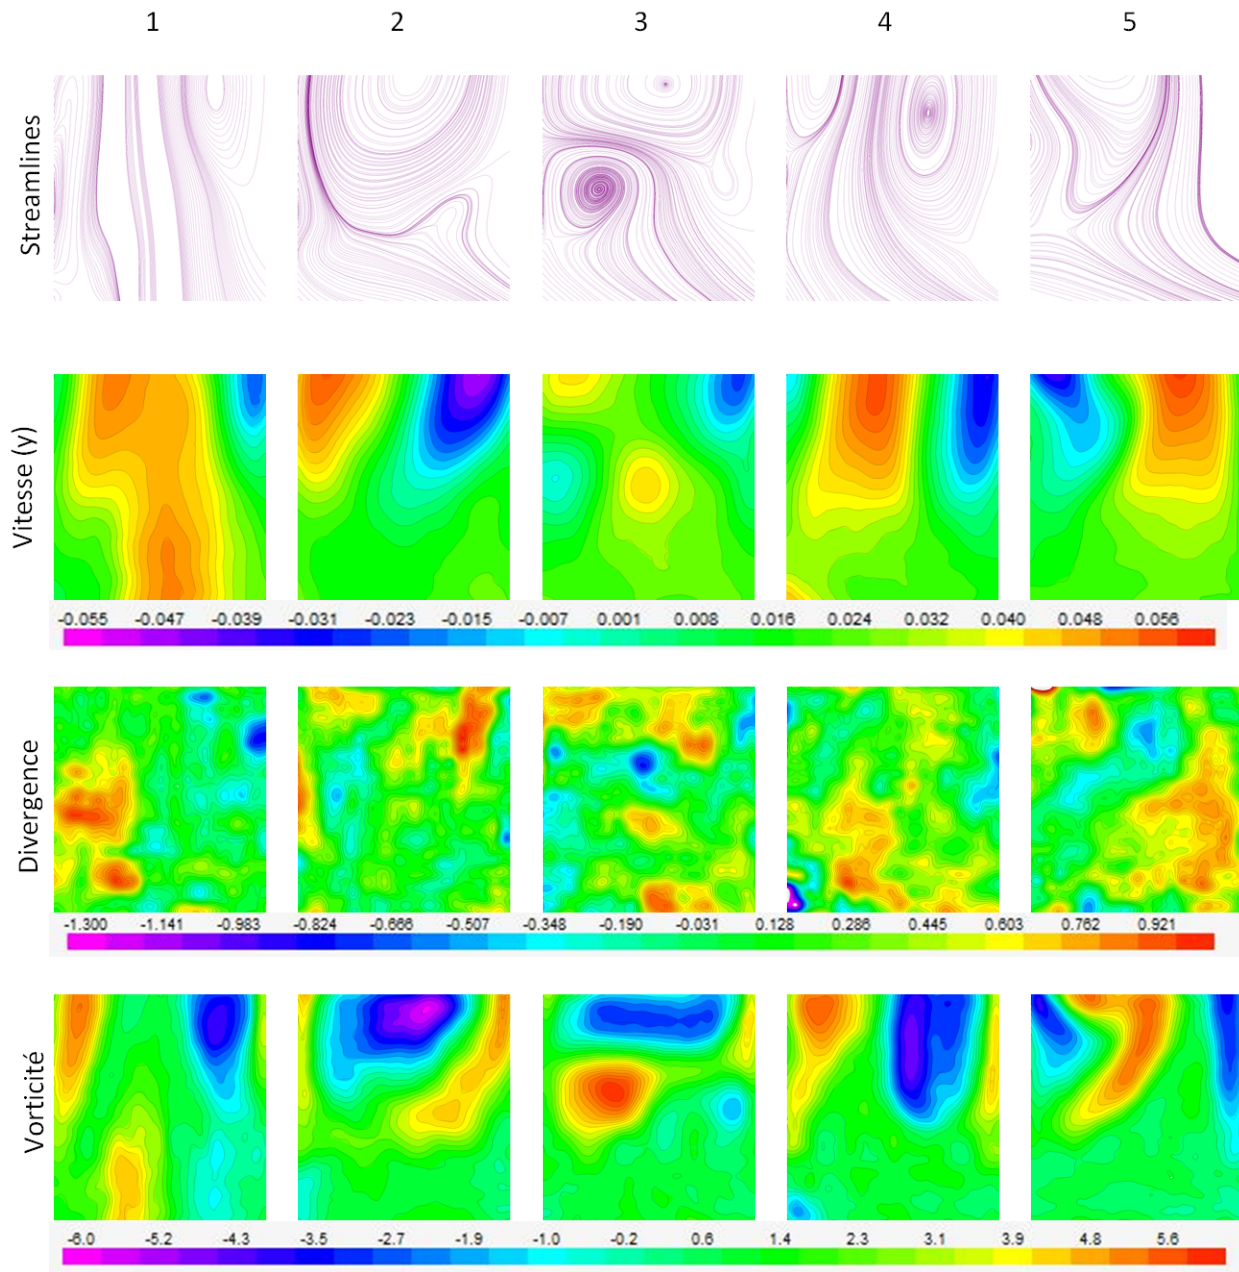 1 2 3 4 5
Streamlines
Vitesse (y)
-0.055 -0.047 -0.039 -0.031 -0.023 -0.015 -0.007 0.001 0.008 0.016 0.024 0.032 0.040 0.048 0.056
Divergence
-1.300 -1.141 -0.983 -0.824 -0.666 -0.507 -0.348 -0.190 -0.031 0.128 0.286 0.445 0.603 0.762 0.921
Vorticité
-6.0 -5.2 -4.3 -3.5 -2.7 -1.9 -1.0 -0.2 0.6 1.4 2.3 3.1 3.9 4.8 5.6